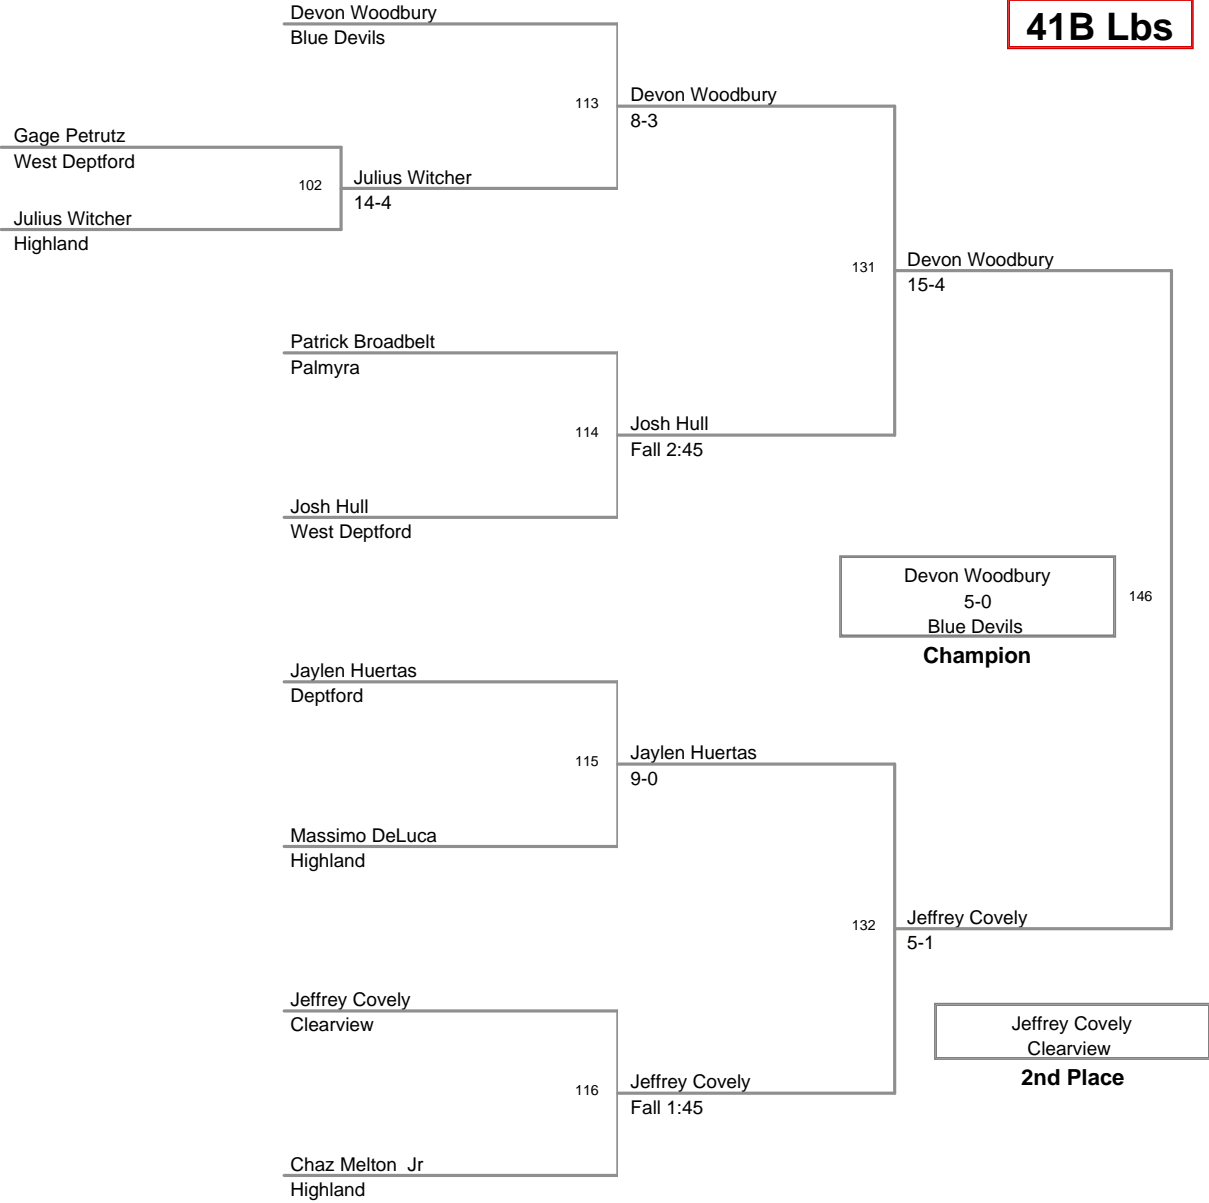 Devon Woodbury
Blue Devils
41B Lbs
113
Devon Woodbury
8-3
Gage Petrutz
West Deptford
102
Julius Witcher
14-4
Julius Witcher
Highland
131
Devon Woodbury
15-4
Patrick Broadbelt
Palmyra
114
Josh Hull
Fall 2:45
Josh Hull
West Deptford
Devon Woodbury
5-0
Blue Devils
146
Champion
Jaylen Huertas
Deptford
115
Jaylen Huertas
9-0
Massimo DeLuca
Highland
132
Jeffrey Covely
5-1
Jeffrey Covely
Clearview
Jeffrey Covely
Clearview
2nd Place
116
Jeffrey Covely
Fall 1:45
Chaz Melton  Jr
Highland